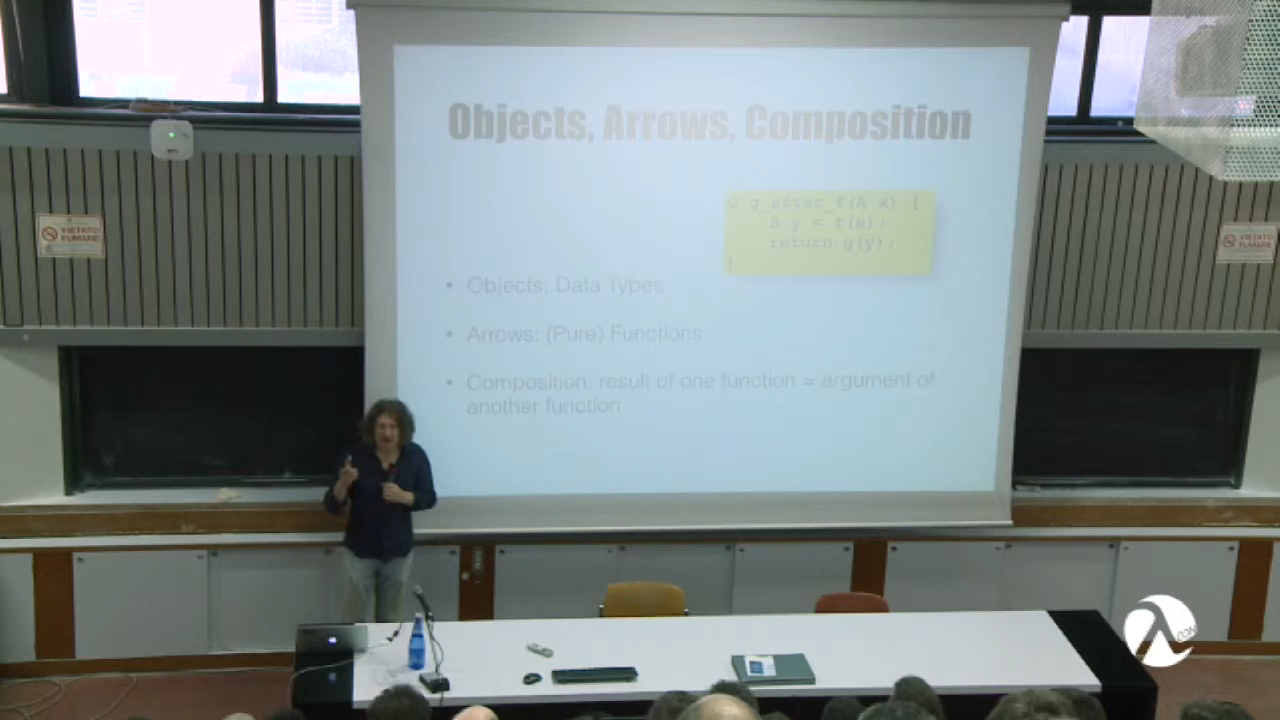 Objects, Arrows, Composition
C g_after_f(A x) {
B y = f(x);
return g(y);
}
• Objects: Data Types
• Arrows: (Pure) Functions
• Composition: result of one function = argument of
another function
VIETATO
FUMARE
VIETATO
FUMARE
λ.COM